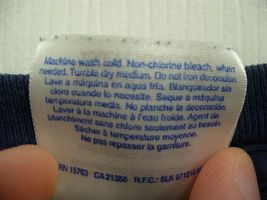 Machine wash cold. Non-chlorine bleach, when
needed. Tumble dry medium. Do not iron decoration.
Lave a máquina en agua fría. Blanqueador sin
cloro cuando lo necesite. Seque a máquina
temperatura media. No planche la decoración.
Laver à la machine à l'eau froide. Agent de
blanchiment sans chlore seulement au besoin.
Sécher à température moyenne.
Ne pas repasser la garniture.
RN 15763 CA 21356 R.F.C.: SLK